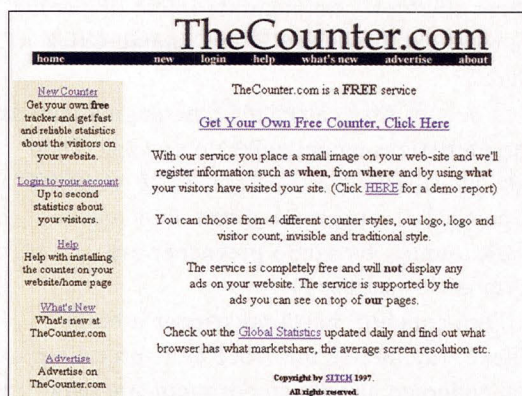 TheCounter.com
home new login help what's new advertise about
New Counter
Get your own free
tracker and get fast
and reliable statistics
about the visitors on
your website.
Login to your account
Up to second
statistics about
your visitors.
Help
Help with installing
the counter on your
website/home page
What's New
What's new at
TheCounter.com
Advertise
Advertise on
TheCounter.com
TheCounter.com is a FREE service
Get Your Own Free Counter, Click Here
With our service you place a small image on your web-site and we'll
register information such as when, from where and by using what
your visitors have visited your site. (Click HERE for a demo report)
You can choose from 4 different counter styles, our logo, logo and
visitor count, invisible and traditional style.
The service is completely free and will not display any
ads on your website. The service is supported by the
ads you can see on top of our pages.
Check out the Global Statistics updated daily and find out what
browser has what marketshare, the average screen resolution etc.
Copyright by SITCH 1997.
All rights reserved.